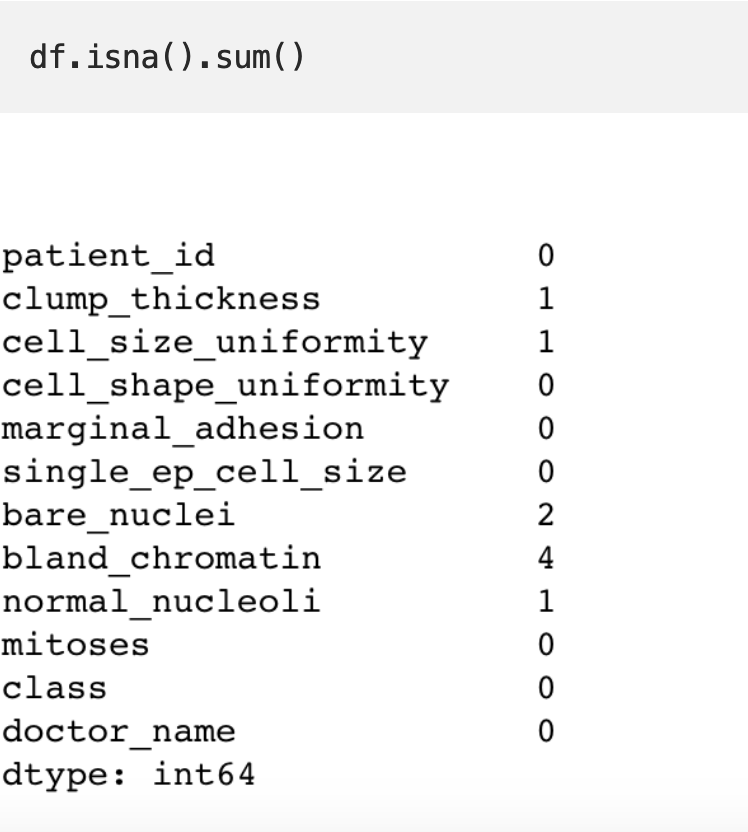 df.isna().sum()
patient_id 0
clump_thickness 1
cell_size_uniformity 1
cell_shape_uniformity 0
marginal_adhesion 0
single_ep_cell_size 0
bare_nuclei 2
bland_chromatin 4
normal_nucleoli 1
mitoses 0
class 0
doctor_name 0
dtype: int64